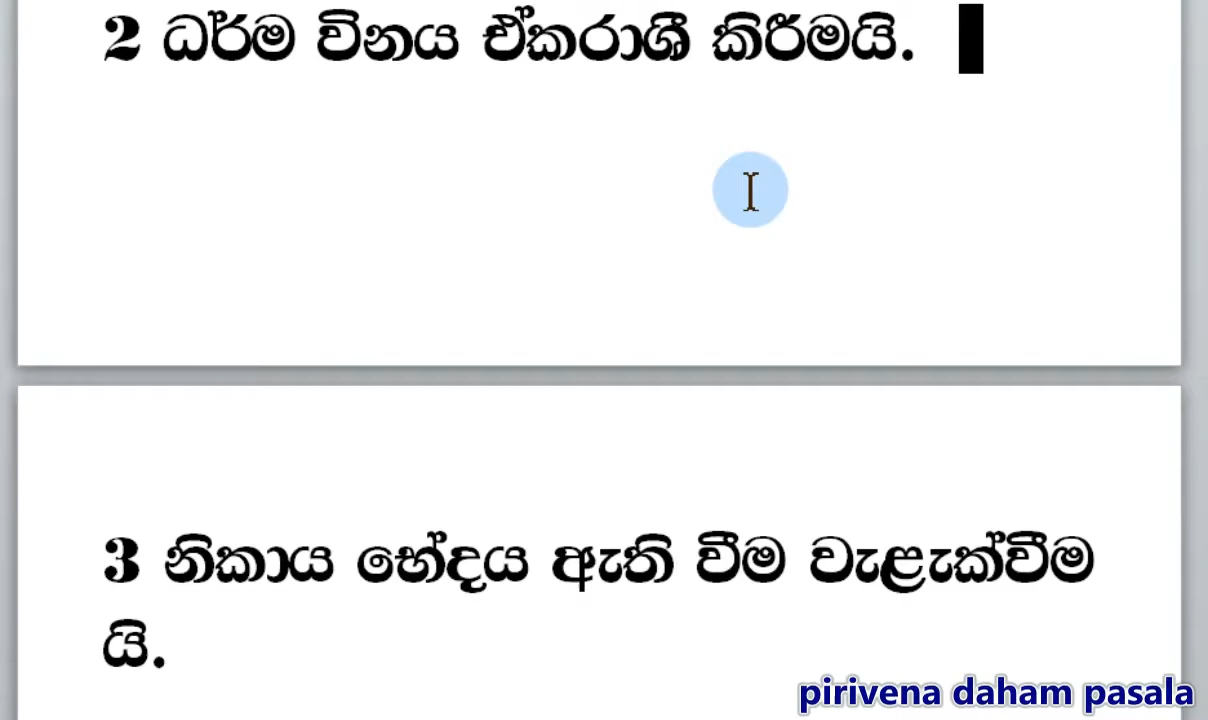 2 ධර්ම විනය ඒකරාශී කිරීමයි.
3 නිකාය භේදය ඇති වීම වැළැක්වීම
යි.
pirivena daham pasala